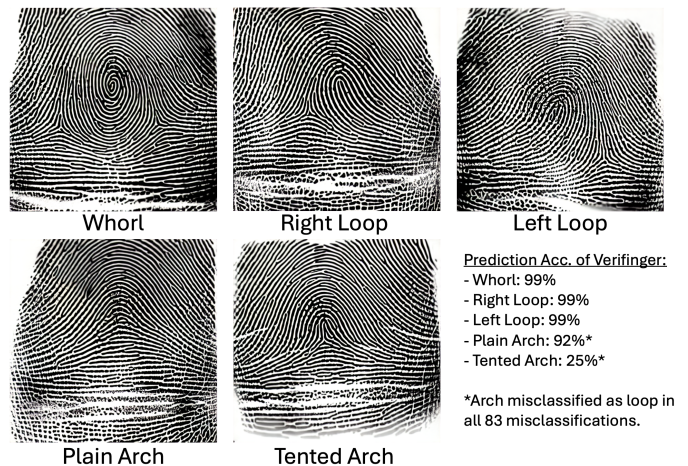 Whorl
Right Loop
Left Loop
Plain Arch
Tented Arch
Prediction Acc. of Verifinger:
- Whorl: 99%
- Right Loop: 99%
- Left Loop: 99%
- Plain Arch: 92%*
- Tented Arch: 25%*
*Arch misclassified as loop in
all 83 misclassifications.